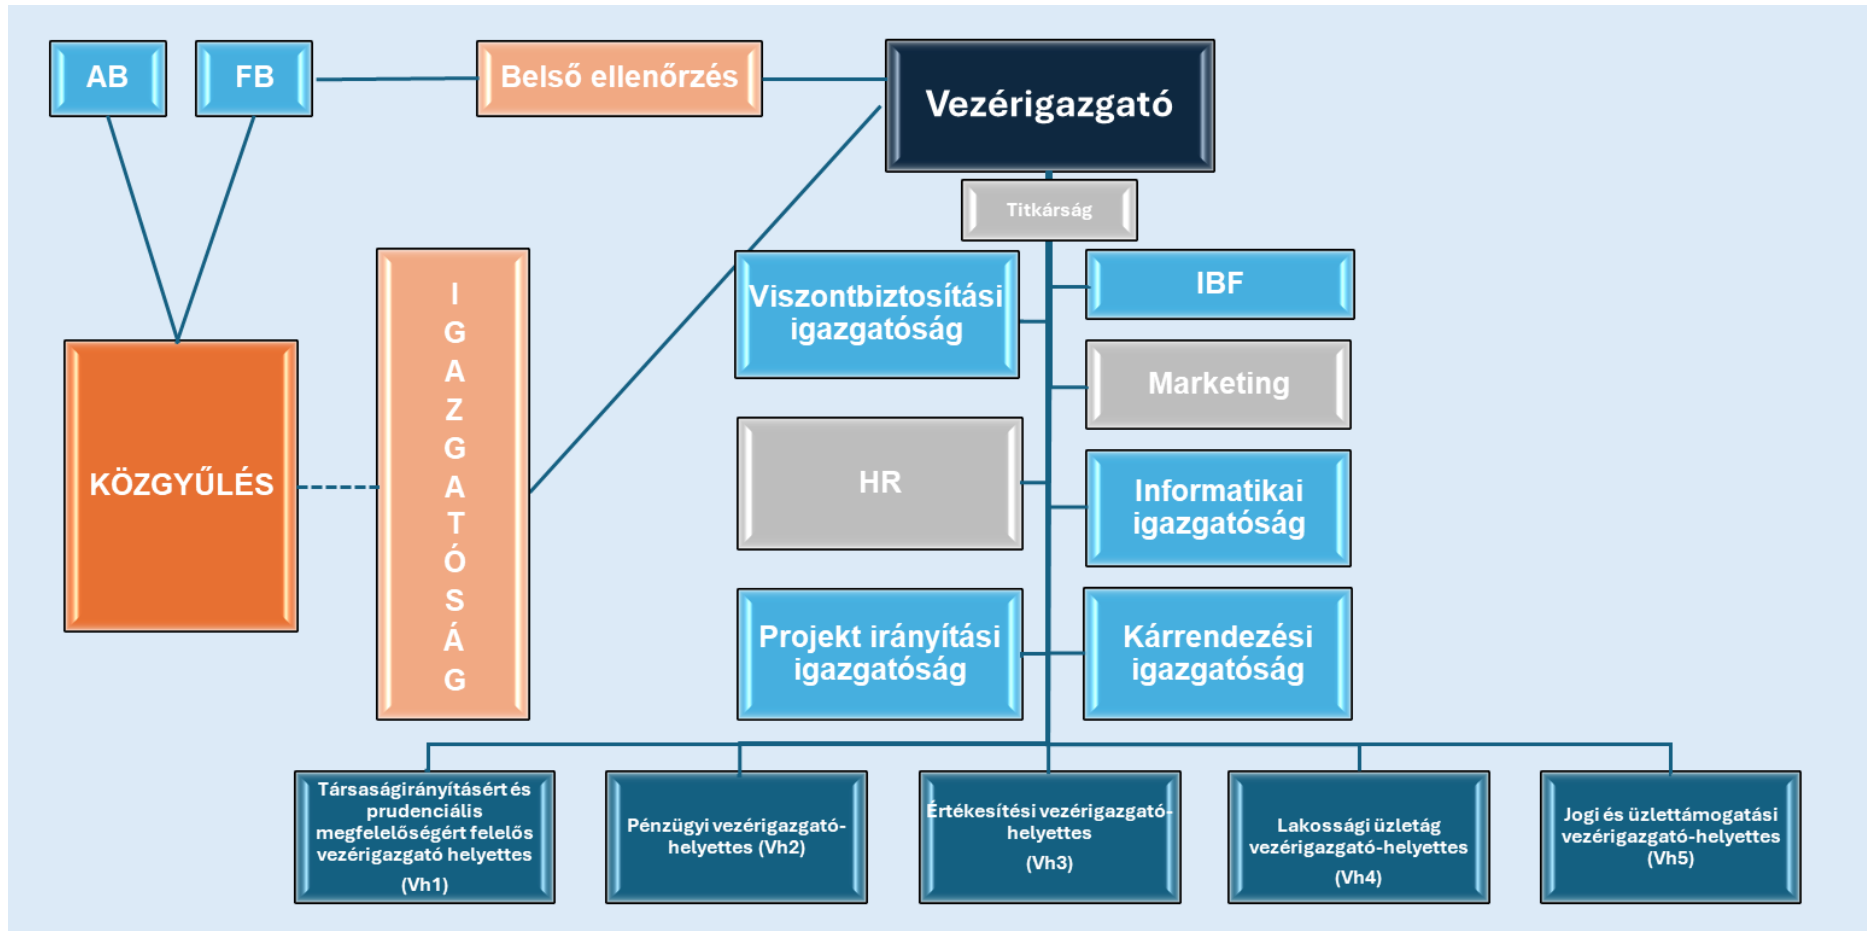 AB
FB
Belső ellenőrzés
Vezérigazgató
Titkárság
Viszontbiztosítási
igazgatóság
IBF
Marketing
KÖZGYŰLÉS
I
G
A
Z
G
A
T
Ó
S
Á
G
HR
Informatikai
igazgatóság
Projekt irányítási
igazgatóság
Kárrendezési
igazgatóság
Társaságirányításért és
prudenciális
megfelelőségért felelős
vezérigazgató helyettes
(Vh1)
Pénzügyi vezérigazgató-
helyettes (Vh2)
Értékesítési vezérigazgató-
helyettes
(Vh3)
Lakossági üzletág
vezérigazgató-helyettes
(Vh4)
Jogi és üzlettámogatási
vezérigazgató-helyettes
(Vh5)